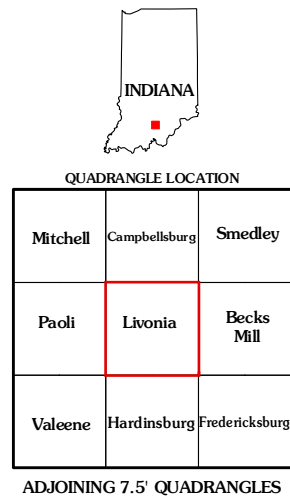 INDIANA
QUADRANGLE LOCATION
Mitchell Campbellsburg Smedley
Paoli Livonia Becks
Mill
Valeene Hardinsburg Fredericksburg
ADJOINING 7.5' QUADRANGLES